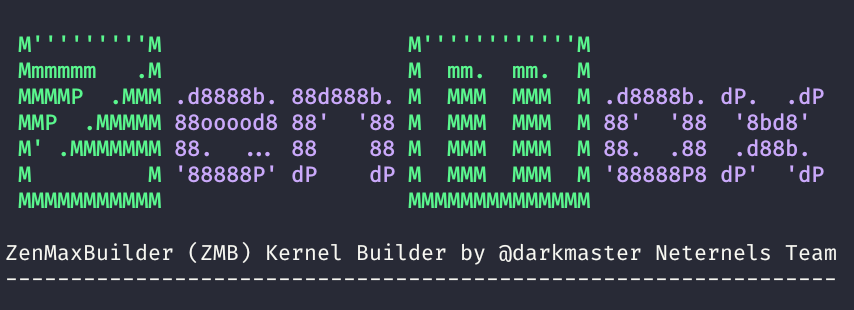 M'''''''''M                   M''''''''''''M
Mmmmmm   .M                   M  mm.  mm.  M
MMMMP  .MMM .d8888b. 88d888b. M  MMM  MMM  M .d8888b. dP.  .dP
MMP  .MMMMM 88ooood8 88'  '88 M  MMM  MMM  M 88'  '88  '8bd8'
M' .MMMMMMM 88.  ... 88    88 M  MMM  MMM  M 88.  .88  .d88b.
M         M '88888P' dP    dP M  MMM  MMM  M '88888P8 dP'  'dP
MMMMMMMMMMM                   MMMMMMMMMMMMMM
ZenMaxBuilder (ZMB) Kernel Builder by @darkmaster Neternels Team
----------------------------------------------------------------